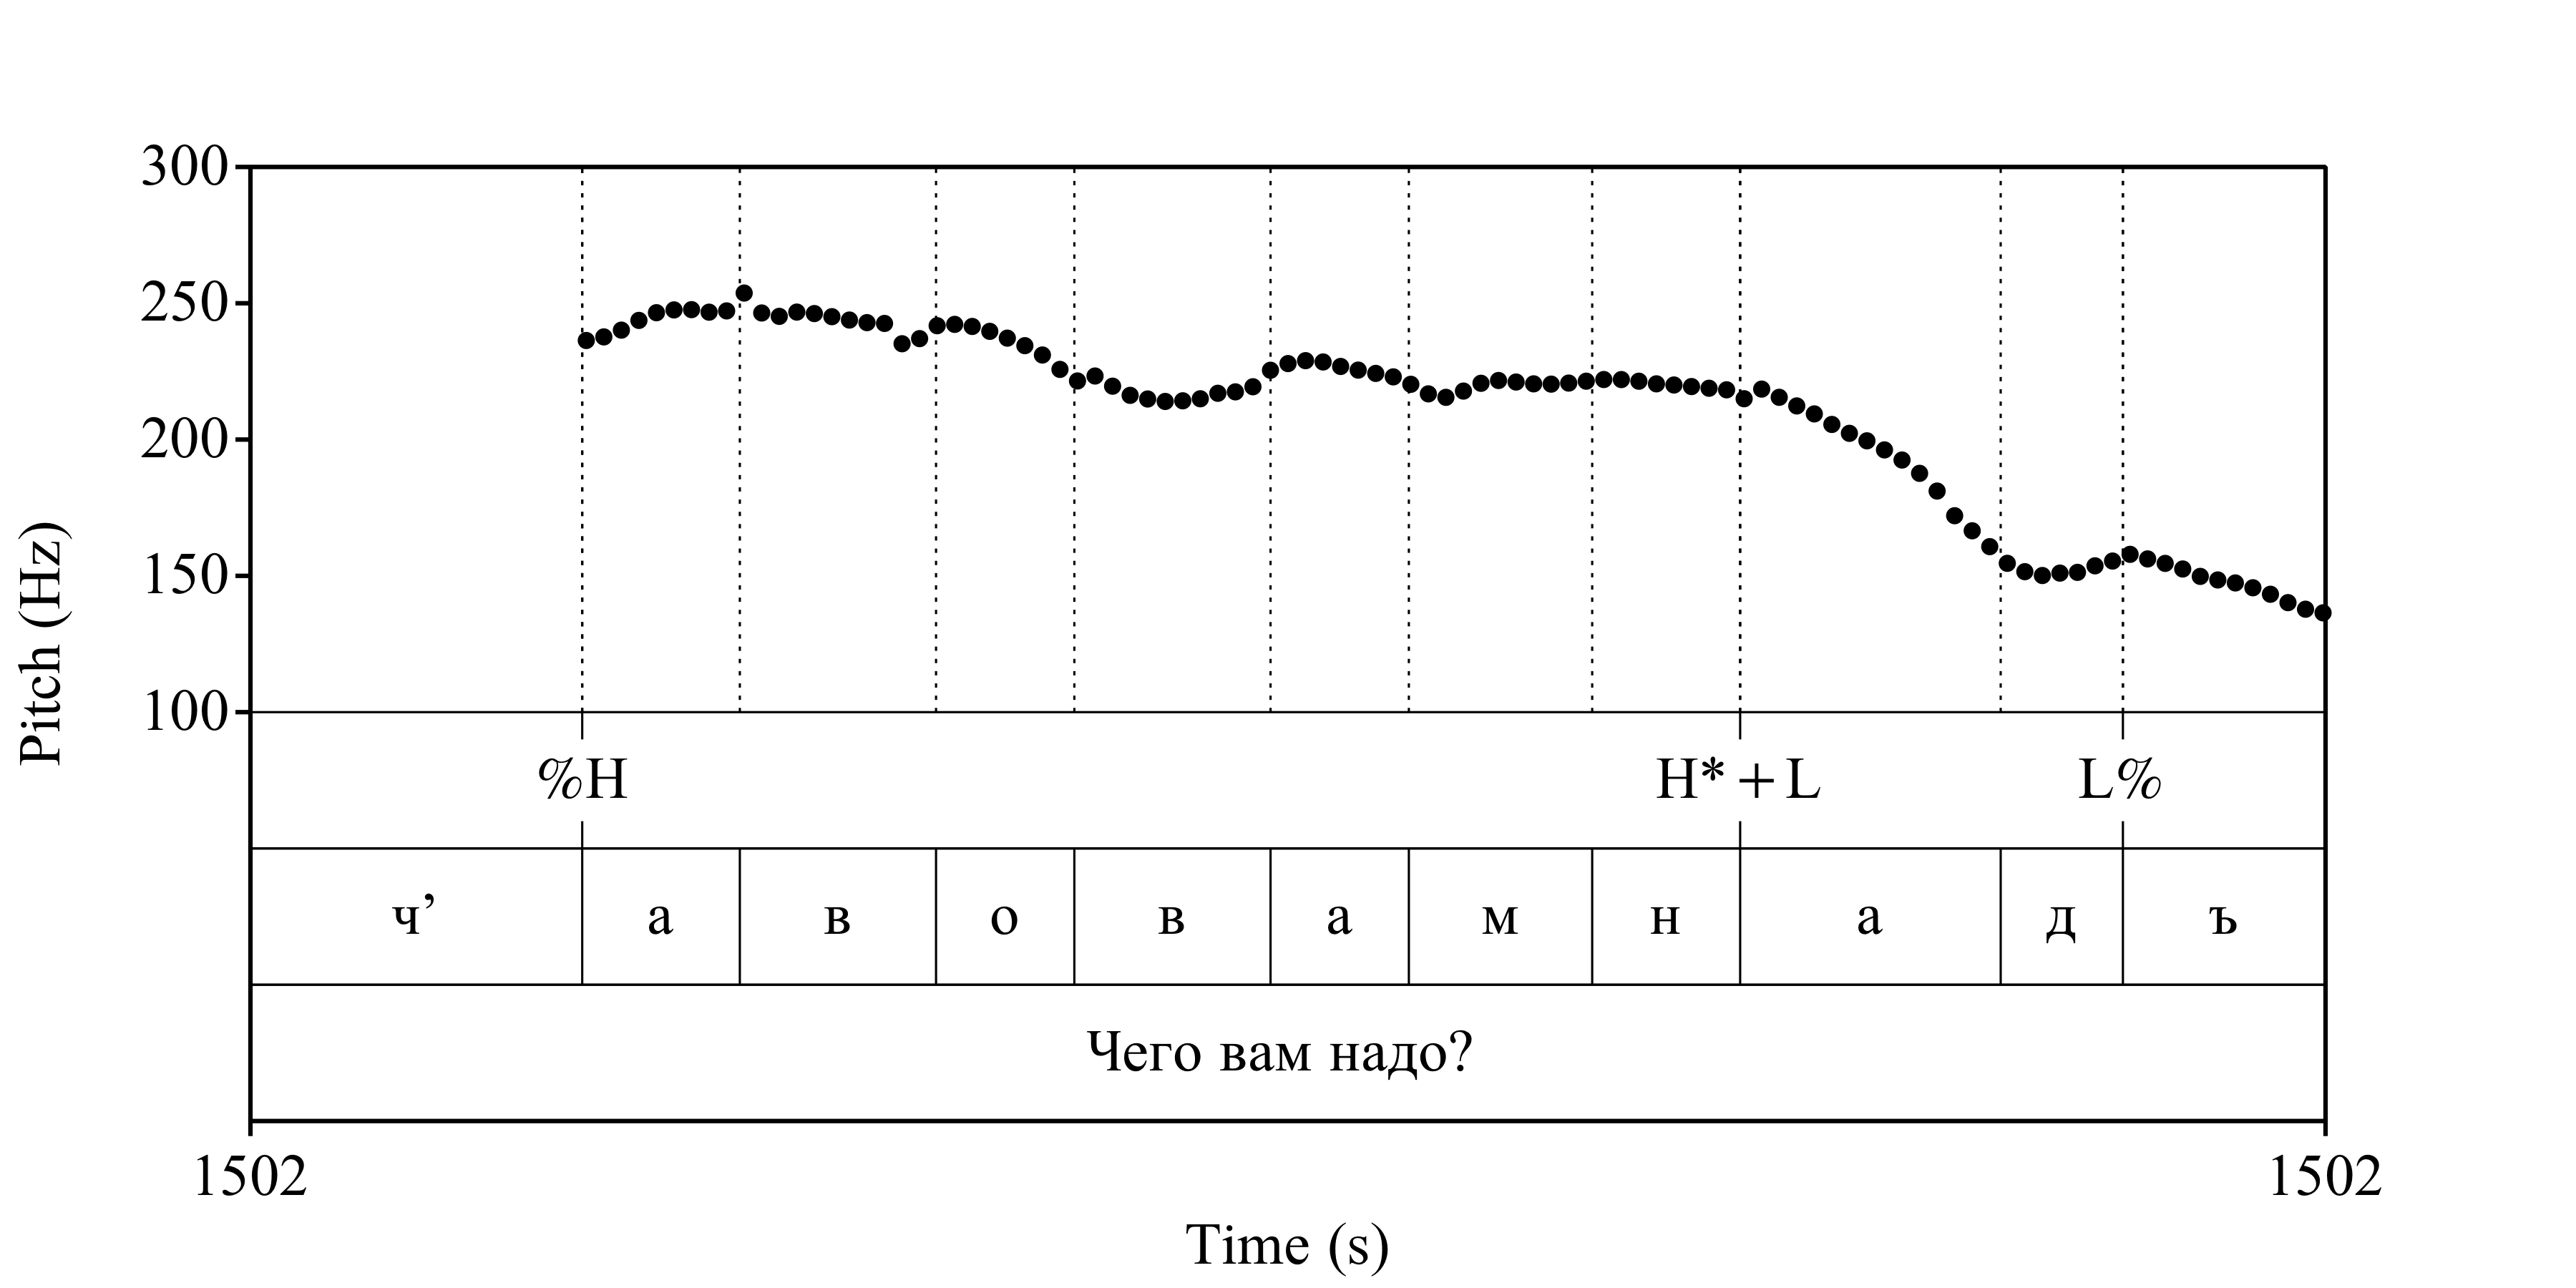 300
250
200
150
100
Pitch (Hz)
%H H* + L L%
ч’ а в о в а м н а д ъ
Чего вам надо?
1502 1502
Time (s)